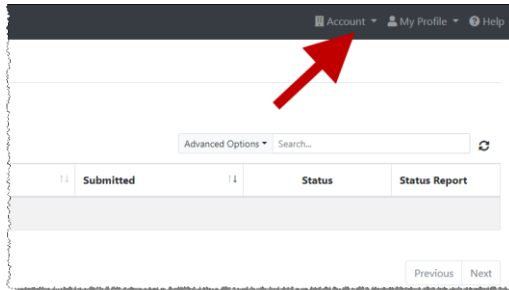 Account My Profile Help
Advanced Options Search...
Submitted Status Status Report
Previous Next